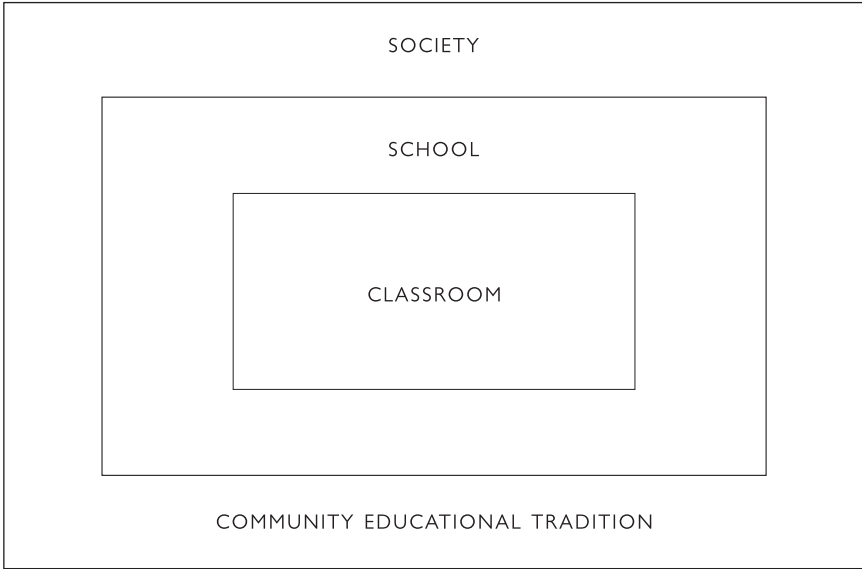 SOCIETY
SCHOOL
CLASSROOM
COMMUNITY EDUCATIONAL TRADITION